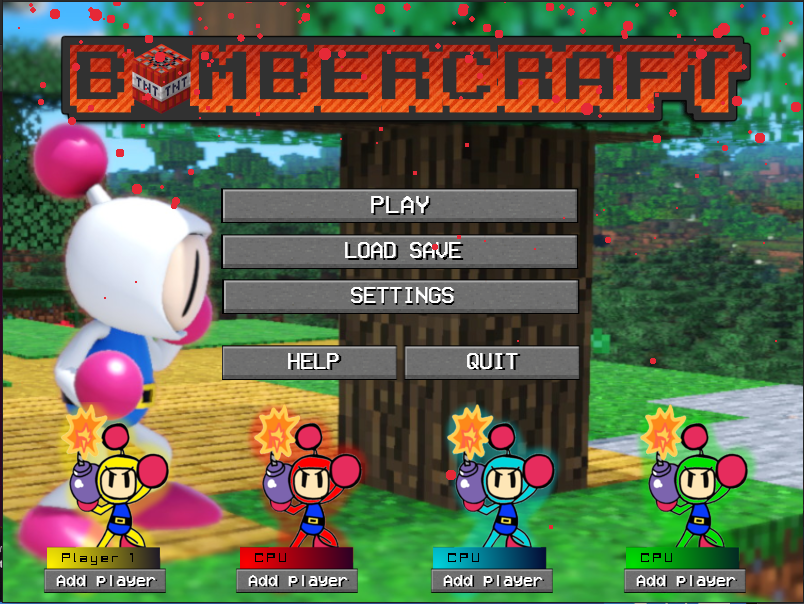 BOMBERCRAFT
TNT TNT
PLAY
LOAD SAVE
SETTINGS
HELP QUIT
Player 1 CPU CPU CPU
Add player Add player Add player Add player